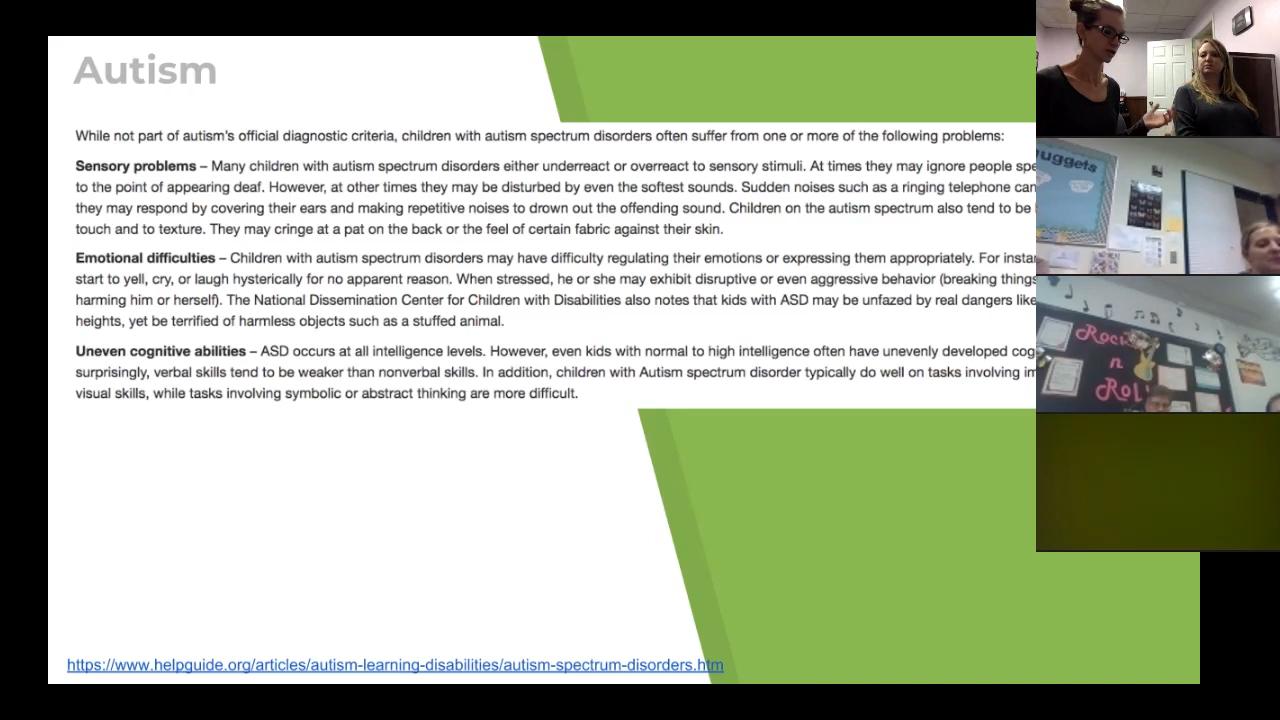 Autism
While not part of autism's official diagnostic criteria, children with autism spectrum disorders often suffer from one or more of the following problems:
Sensory problems – Many children with autism spectrum disorders either underreact or overreact to sensory stimuli. At times they may ignore people
to the point of appearing deaf. However, at other times they may be disturbed by even the softest sounds. Sudden noises such as a ringing telephone can
they may respond by covering their ears and making repetitive noises to drown out the offending sound. Children on the autism spectrum also tend to be
touch and to texture. They may cringe at a pat on the back or the feel of certain fabric against their skin.
Emotional difficulties – Children with autism spectrum disorders may have difficulty regulating their emotions or expressing them appropriately. For
start to yell, cry, or laugh hysterically for no apparent reason. When stressed, he or she may exhibit disruptive or even aggressive behavior (breaking things
harming him or herself). The National Dissemination Center for Children with Disabilities also notes that kids with ASD may be unfazed by real dangers like
heights, yet be terrified of harmless objects such as a stuffed animal.
Uneven cognitive abilities – ASD occurs at all intelligence levels. However, even kids with normal to high intelligence often have unevenly developed
surprisingly, verbal skills tend to be weaker than nonverbal skills. In addition, children with Autism spectrum disorder typically do well on tasks involving
visual skills, while tasks involving symbolic or abstract thinking are more difficult.
https://www.helpguide.org/articles/autism-learning-disabilities/autism-spectrum-disorders.htm
uggets
Rock
n
Roll